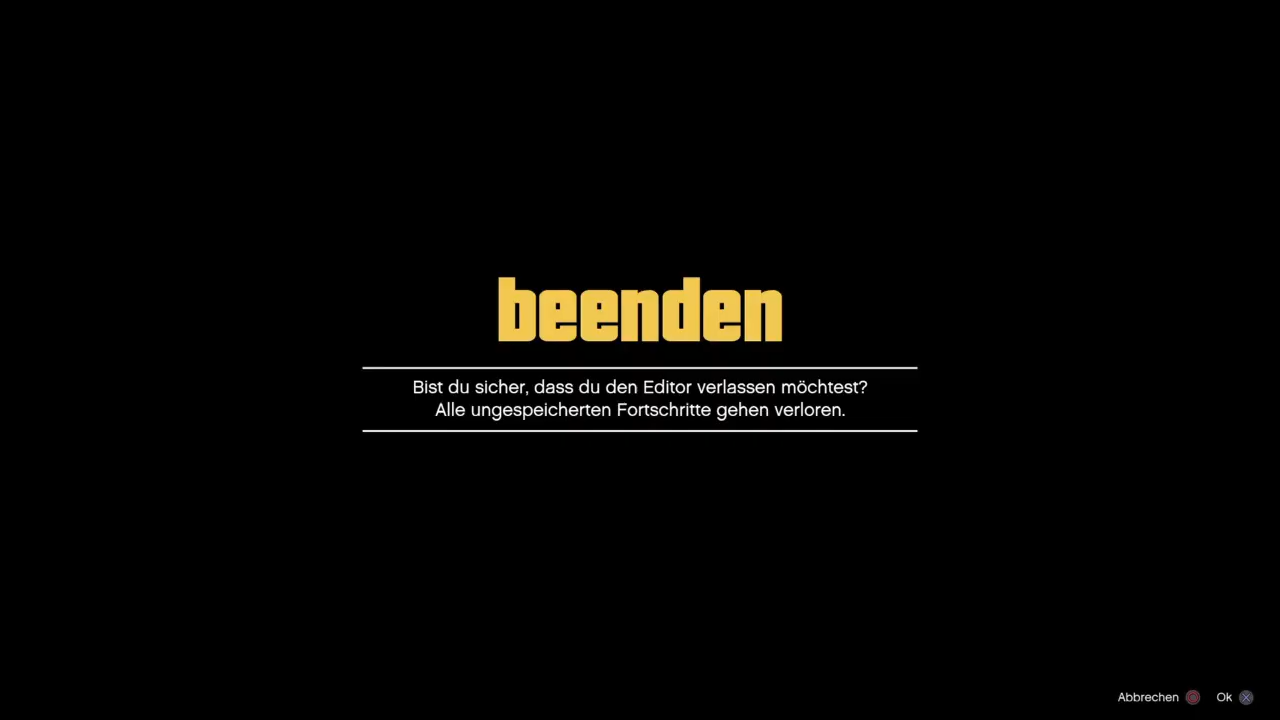 beenden
Bist du sicher, dass du den Editor verlassen möchtest?
Alle ungespeicherten Fortschritte gehen verloren.
Abbrechen Ok